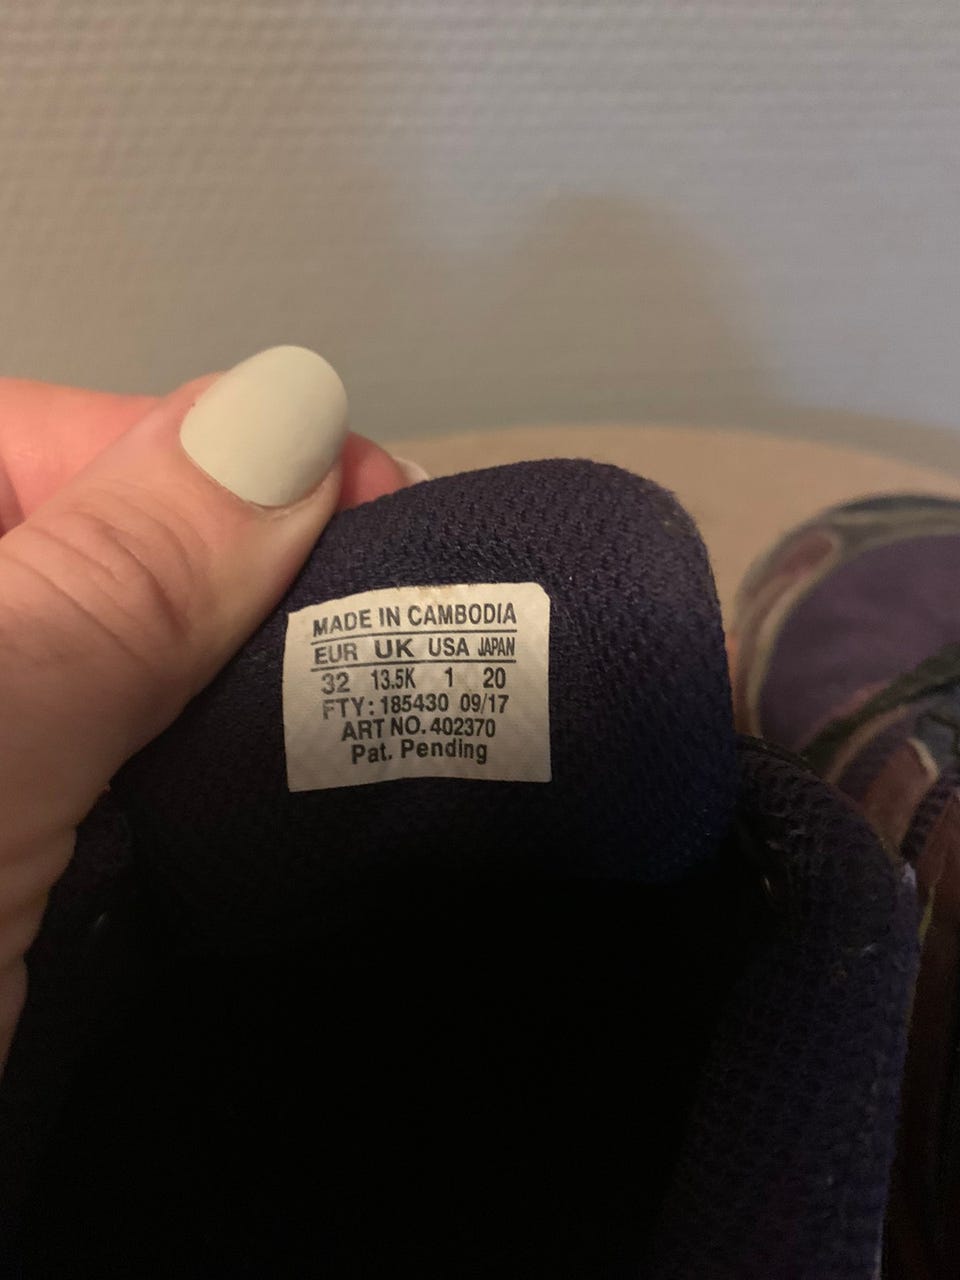 MADE IN CAMBODIA
EUR UK USA JAPAN
32 13.5K 1 20
FTY: 185430 09/17
ART NO. 402370
Pat. Pending